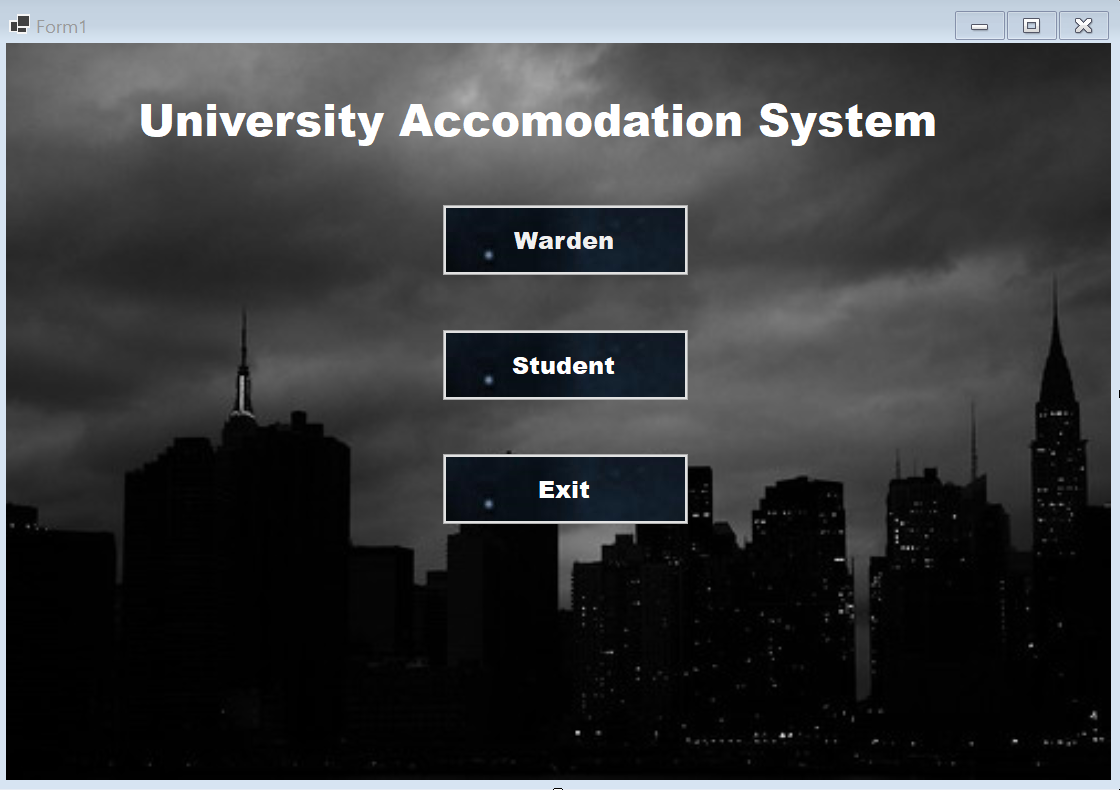 Form1
University Accomodation System
Warden
Student
Exit